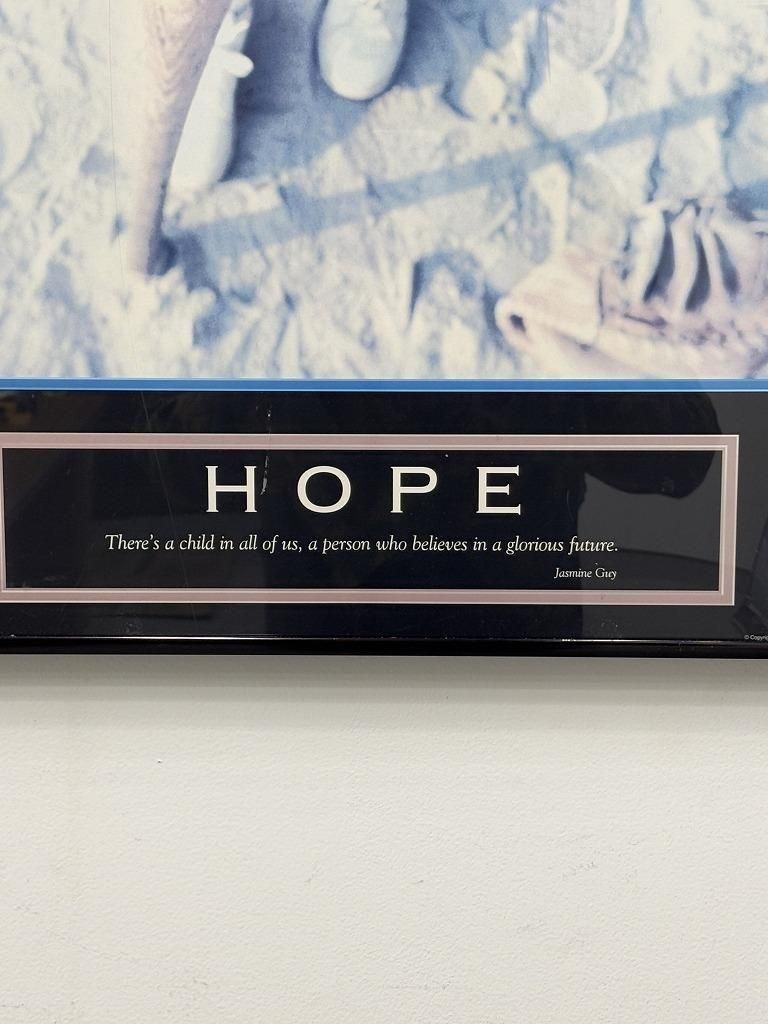 HOPE
There's a child in all of us, a person who believes in a glorious future.
Jasmine Guy